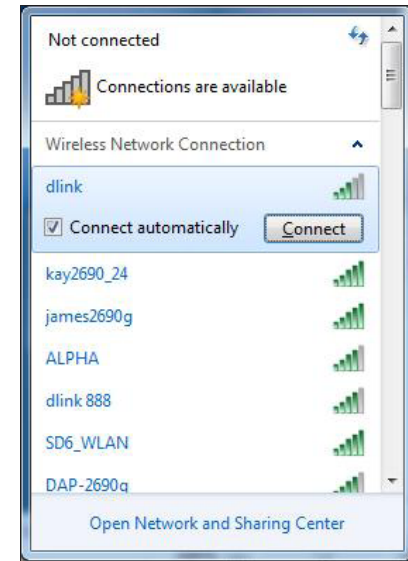 Not connected
Connections are available
Wireless Network Connection
dlink
Connect automatically Connect
kay2690_24
james2690g
ALPHA
dlink 888
SD6_WLAN
DAP-2690g
Open Network and Sharing Center